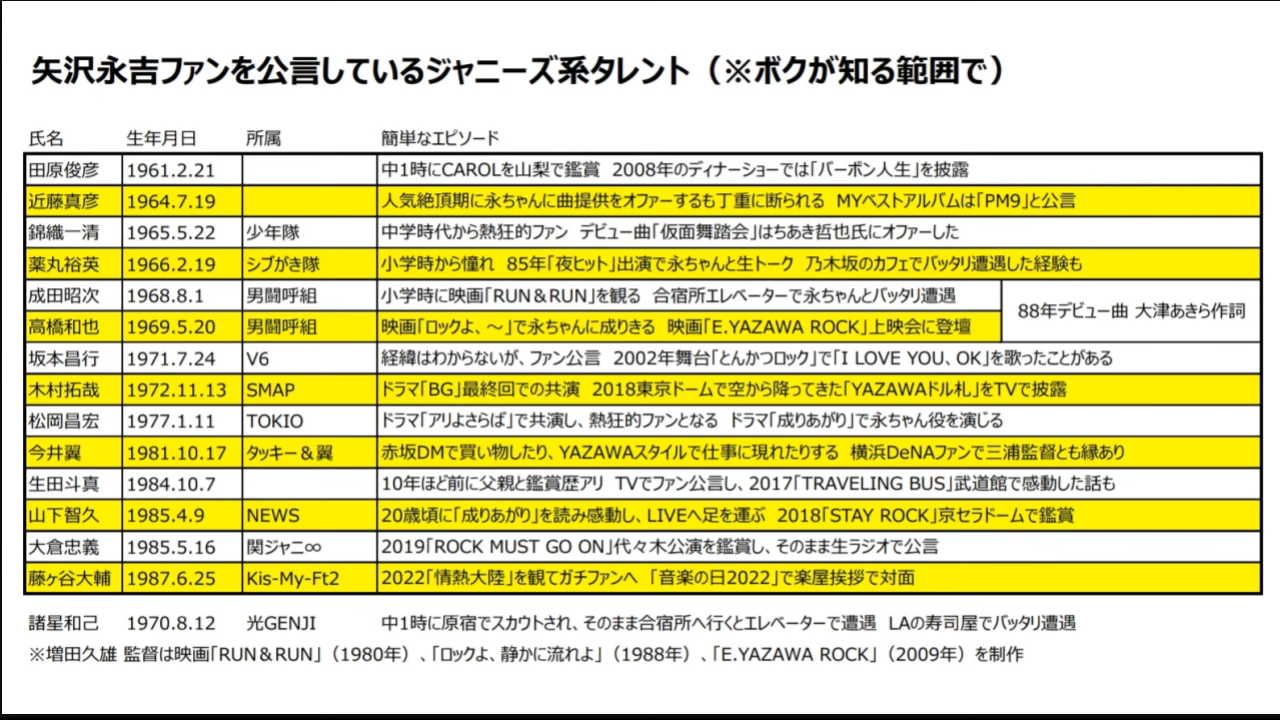 矢沢永吉ファンを公言しているジャニーズ系タレント（※ボクが知る範囲で）
氏名 生年月日 所属 簡単なエピソード
田原俊彦 1961.2.21 中1時にCAROLを山梨で鑑賞 2008年のディナーショーでは「バーボン人生」を披露
近藤真彦 1964.7.19 人気絶頂期に永ちゃんに曲提供をオファーするも丁重に断られる MYベストアルバムは「PM9」と公言
錦織一清 1965.5.22 少年隊 中学時代から熱狂的ファン デビュー曲「仮面舞踏会」はちあき哲也氏にオファーした
薬丸裕英 1966.2.19 シブがき隊 小学時から憧れ 85年「夜ヒット」出演で永ちゃんと生トーク 乃木坂のカフェでバッタリ遭遇した経験も
成田昭次 1968.8.1 男闘呼組 小学時に映画「RUN＆RUN」を観る 合宿所エレベーターで永ちゃんとバッタリ遭遇
88年デビュー曲 大津あきら作詞
高橋和也 1969.5.20 男闘呼組 映画「ロックよ、～」で永ちゃんに成りきる 映画「E.YAZAWA ROCK」上映会に登壇
坂本昌行 1971.7.24 V6 経緯はわからないが、ファン公言 2002年舞台「とんかつロック」で「I LOVE YOU、OK」を歌ったことがある
木村拓哉 1972.11.13 SMAP ドラマ「BG」最終回での共演 2018東京ドームで空から降ってきた「YAZAWAドル札」をTVで披露
松岡昌宏 1977.1.11 TOKIO ドラマ「アリよさらば」で共演し、熱狂的ファンとなる ドラマ「成りあがり」で永ちゃん役を演じる
今井翼 1981.10.17 タッキー＆翼 赤坂DMで買い物したり、YAZAWAスタイルで仕事に現れたりする 横浜DeNAファンで三浦監督とも縁あり
生田斗真 1984.10.7 10年ほど前に父親と鑑賞歴アリ TVでファン公言し、2017「TRAVELING BUS」武道館で感動した話も
山下智久 1985.4.9 NEWS 20歳頃に「成りあがり」を読み感動し、LIVEへ足を運ぶ 2018「STAY ROCK」京セラドームで鑑賞
大倉忠義 1985.5.16 関ジャニ∞ 2019「ROCK MUST GO ON」代々木公演を鑑賞し、そのまま生ラジオで公言
藤ヶ谷大輔 1987.6.25 Kis-My-Ft2 2022「情熱大陸」を観てガチファンへ 「音楽の日2022」で楽屋挨拶で対面
諸星和己 1970.8.12 光GENJI 中1時に原宿でスカウトされ、そのまま合宿所へ行くとエレベーターで遭遇 LAの寿司屋でバッタリ遭遇
※増田久雄 監督は映画「RUN＆RUN」（1980年）、「ロックよ、静かに流れよ」（1988年）、「E.YAZAWA ROCK」（2009年）を制作